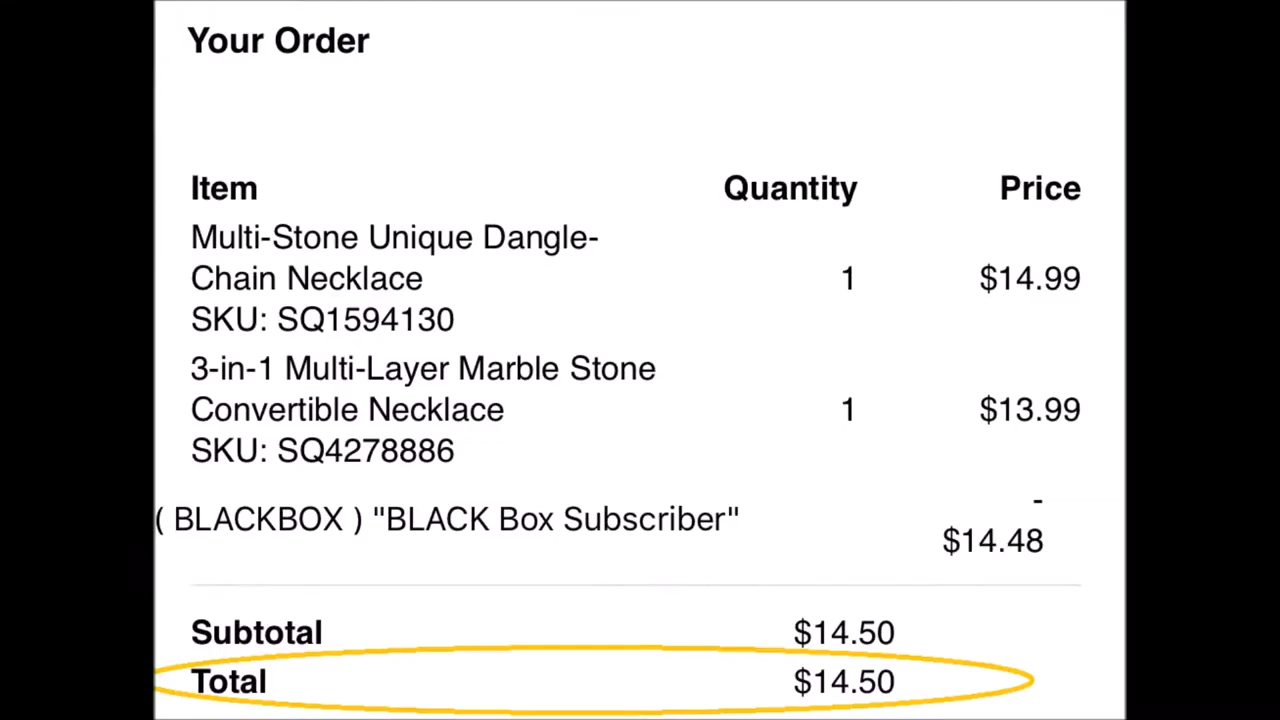 Your Order
Item Quantity Price
Multi-Stone Unique Dangle-
Chain Necklace 1 $14.99
SKU: SQ1594130
3-in-1 Multi-Layer Marble Stone
Convertible Necklace 1 $13.99
SKU: SQ4278886
-
( BLACKBOX ) "BLACK Box Subscriber"
$14.48
Subtotal $14.50
Total $14.50